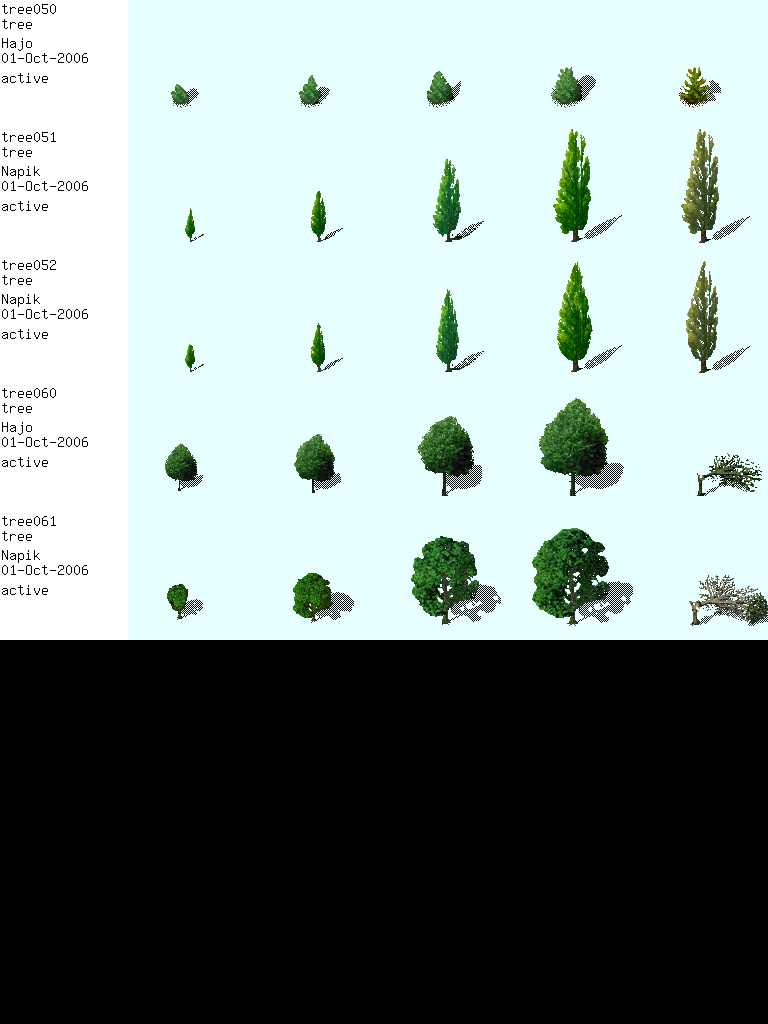 tree050
tree
Hajo
01-Oct-2006
active
tree051
tree
Napik
01-Oct-2006
active
tree052
tree
Napik
01-Oct-2006
active
tree060
tree
Hajo
01-Oct-2006
active
tree061
tree
Napik
01-Oct-2006
active